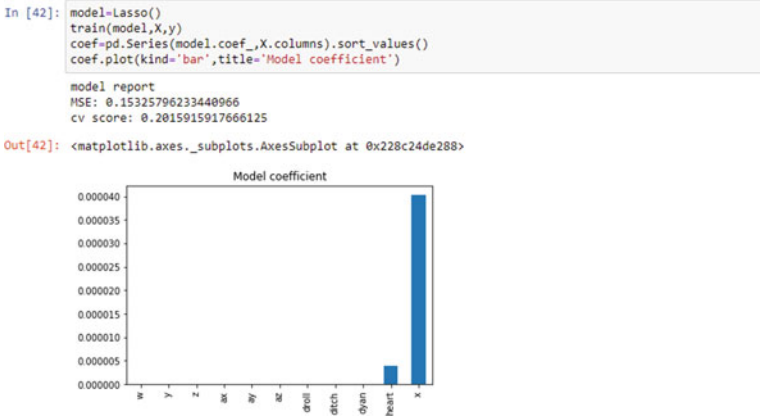 In [42]: model=Lasso()
train(model,X,y)
coef=pd.Series(model.coef_,X.columns).sort_values()
coef.plot(kind='bar',title='Model coefficient')
model report
MSE: 0.15325796233440966
cv score: 0.2015915917666125
Out[42]: <matplotlib.axes._subplots.AxesSubplot at 0x228c24de288>
Model coefficient
0.000040
0.000035
0.000030
0.000025
0.000020
0.000015
0.000010
0.000005
0.000000
w y z ax ay az droll ditch dyan heart x